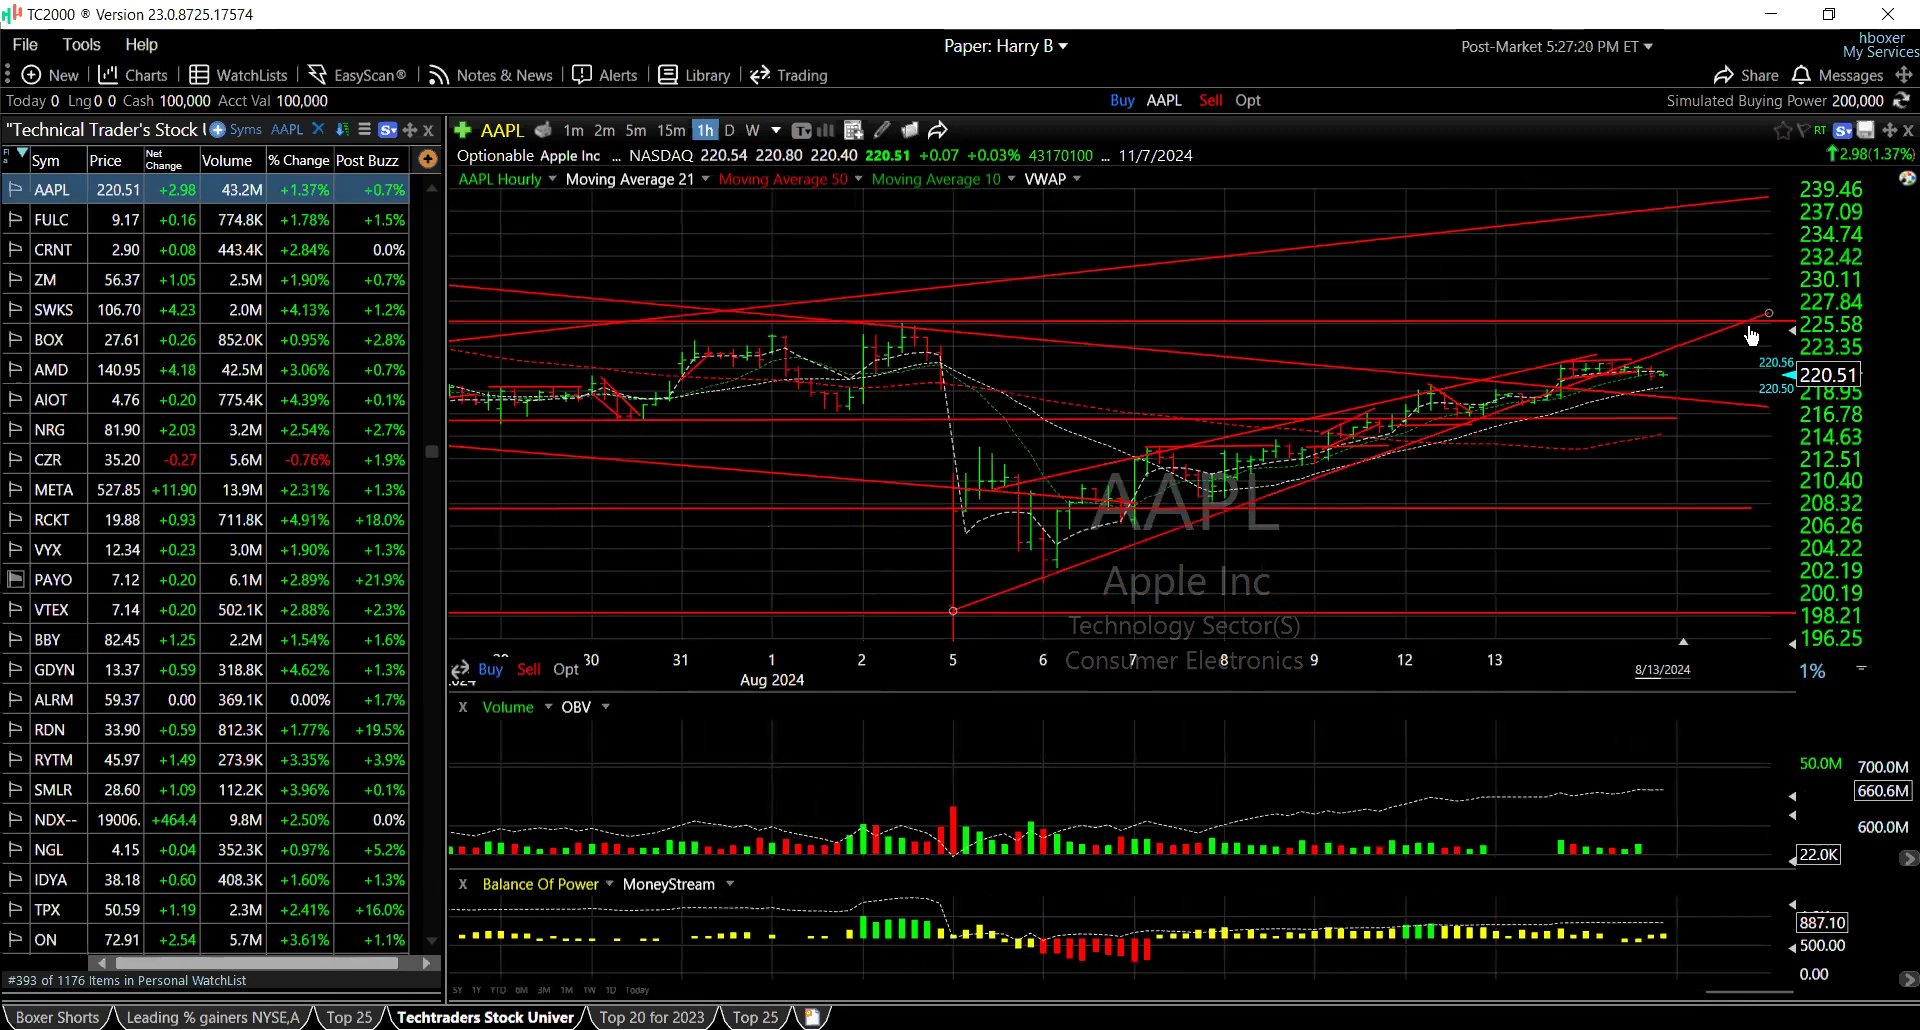 TC2000 ® Version 23.0.8725.17574
File Tools Help
Paper: Harry B
Post-Market 5:27:20 PM ET
hboxer
My Services
New Charts WatchLists EasyScan® Notes & News Alerts Library Trading
Share Messages
Today 0 Lng 0 0 Cash 100,000 Acct Val 100,000
Buy AAPL Sell Opt
Simulated Buying Power 200,000
"Technical Trader's Stock Syms AAPL X
AAPL 1m 2m 5m 15m 1h D W
RT
Optionable Apple Inc ... NASDAQ 220.54 220.80 220.40 220.51 +0.07 +0.03% 43170100 ... 11/7/2024
2.98(1.37%)
AAPL Hourly Moving Average 21 Moving Average 50 Moving Average 10 VWAP
Sym Price Net Change Volume % Change Post Buzz
AAPL 220.51 +2.98 43.2M +1.37% +0.7%
FULC 9.17 +0.16 774.8K +1.78% +1.5%
CRNT 2.90 +0.08 443.4K +2.84% 0.0%
ZM 56.37 +1.05 2.5M +1.90% +0.7%
SWKS 106.70 +4.23 2.0M +4.13% +1.2%
BOX 27.61 +0.26 852.0K +0.95% +2.8%
AMD 140.95 +4.18 42.5M +3.06% +0.7%
AIOT 4.76 +0.20 775.4K +4.39% +0.1%
NRG 81.90 +2.03 3.2M +2.54% +2.7%
CZR 35.20 -0.27 5.6M -0.76% +1.9%
META 527.85 +11.90 13.9M +2.31% +1.3%
RCKT 19.88 +0.93 711.8K +4.91% +18.0%
VYX 12.34 +0.23 3.0M +1.90% +1.3%
PAYO 7.12 +0.20 6.1M +2.89% +21.9%
VTEX 7.14 +0.20 502.1K +2.88% +2.3%
BBY 82.45 +1.25 2.2M +1.54% +1.6%
GDYN 13.37 +0.59 318.8K +4.62% +1.3%
ALRM 59.37 0.00 369.1K 0.00% +1.7%
RDN 33.90 +0.59 812.3K +1.77% +19.5%
RYTM 45.97 +1.49 273.9K +3.35% +3.9%
SMLR 28.60 +1.09 112.2K +3.96% +0.1%
NDX-- 19006. +464.4 9.8M +2.50% 0.0%
NGL 4.15 +0.04 352.3K +0.97% +5.2%
IDYA 38.18 +0.60 408.3K +1.60% +1.3%
TPX 50.59 +1.19 2.3M +2.41% +16.0%
ON 72.91 +2.54 5.7M +3.61% +1.1%
#393 of 1176 Items in Personal WatchList
239.46
237.09
234.74
232.42
230.11
227.84
225.58
223.35
220.56
220.51
220.50
218.95
216.78
214.63
212.51
210.40
208.32
206.26
204.22
202.19
200.19
198.21
196.25
AAPL
Apple Inc
Technology Sector(S)
Consumer Electronics
30 31 1 2 5 6 7 8 9 12 13
Buy Sell Opt
Aug 2024
8/13/2024
1%
X Volume OBV
50.0M 700.0M
660.6M
600.0M
22.0K
X Balance Of Power MoneyStream
887.10
500.00
0.00
5Y 1Y YTD 6M 3M 1M 1W 1D Today
Boxer Shorts Leading % gainers NYSE,A Top 25 Techtraders Stock Univer Top 20 for 2023 Top 25